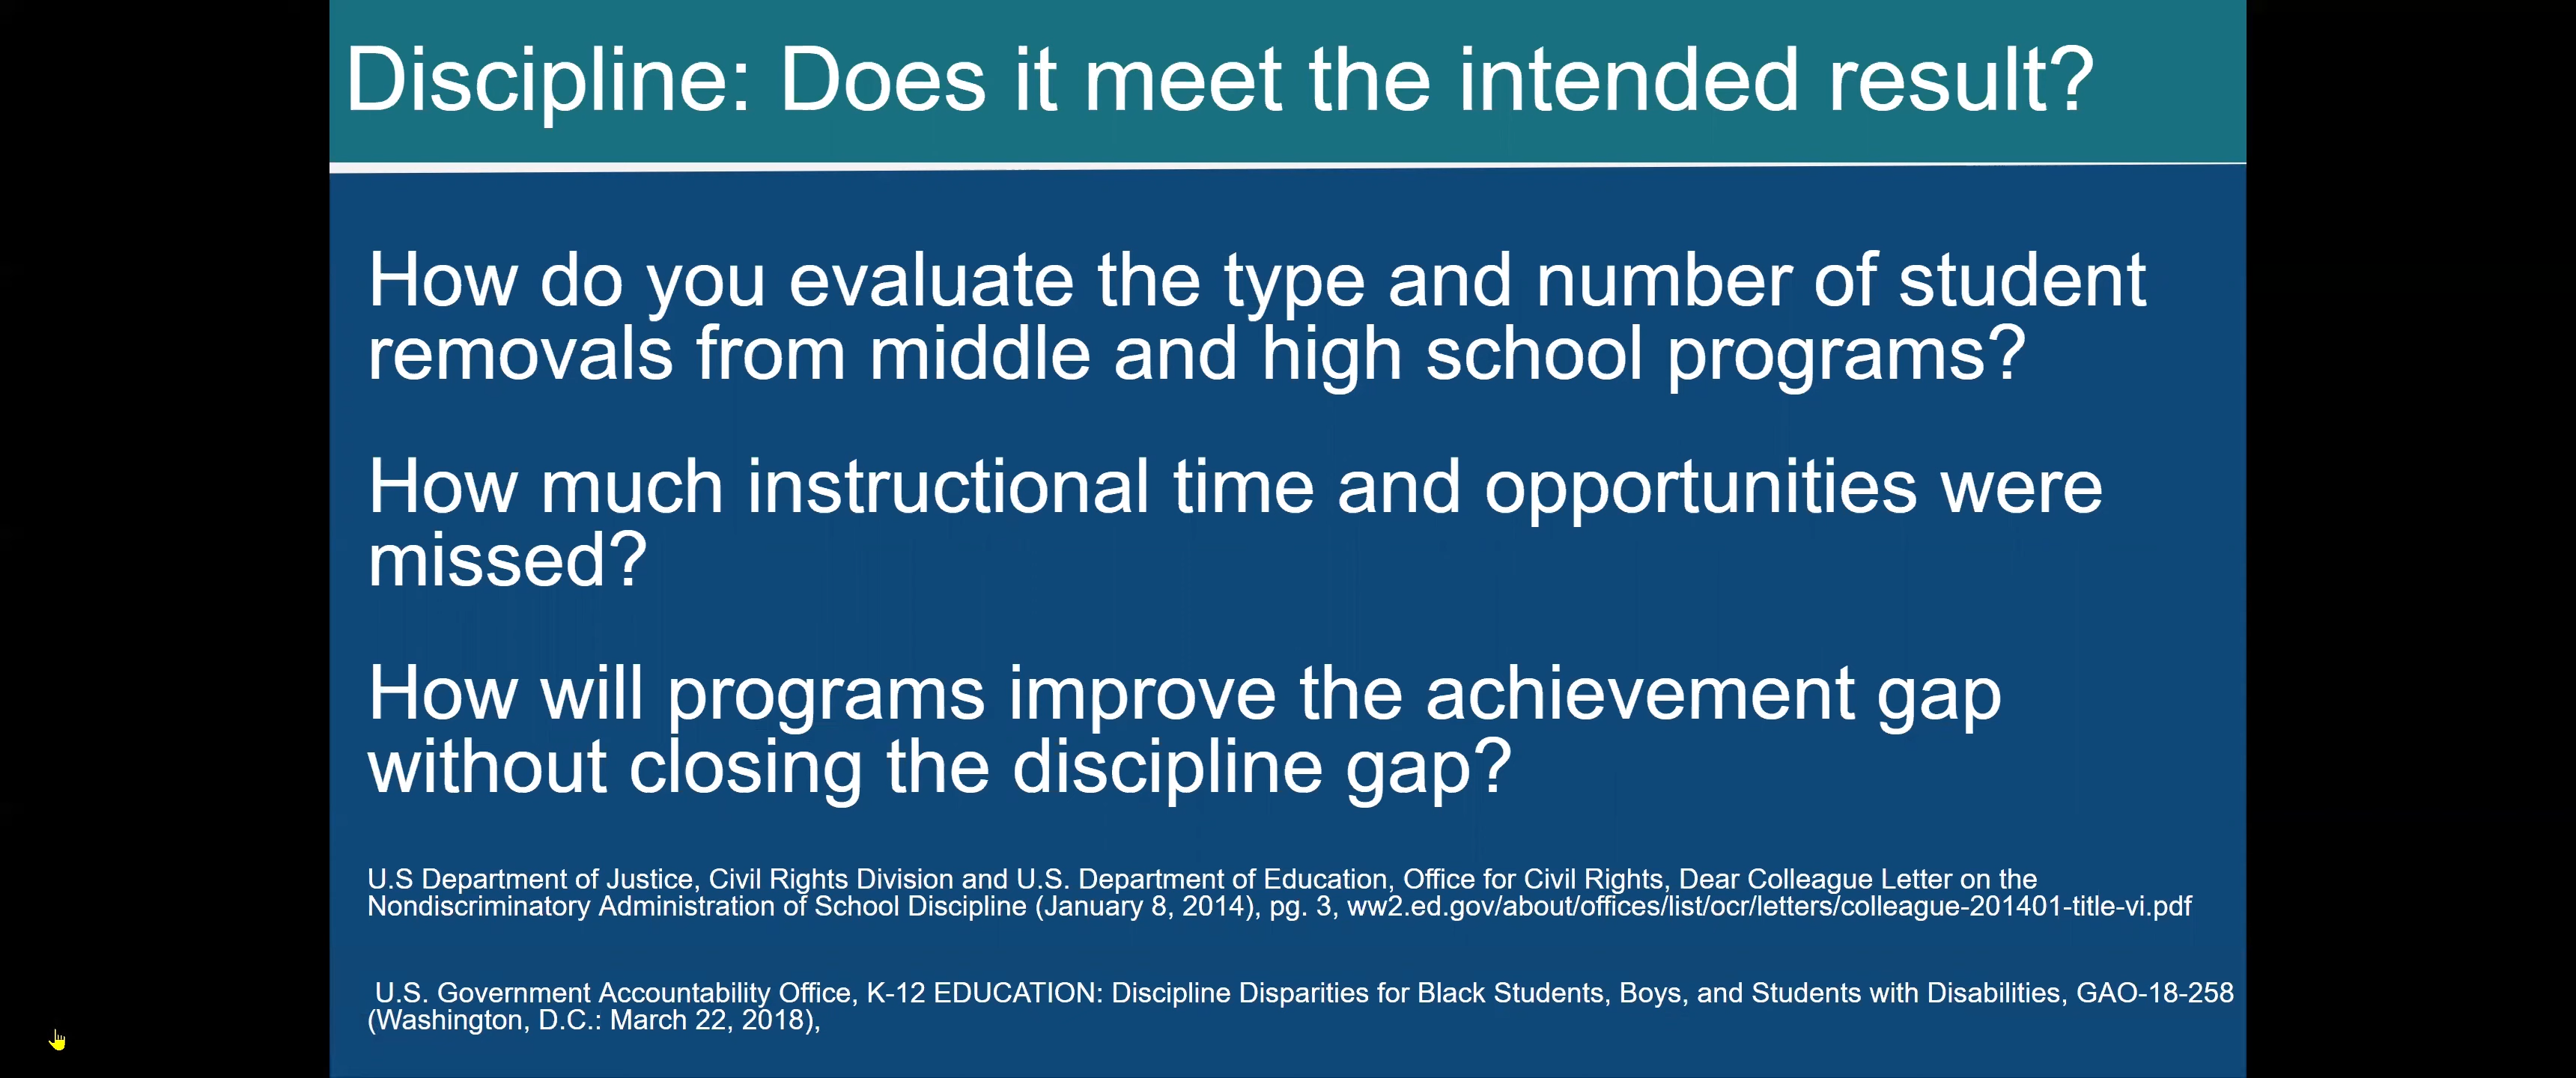 Discipline: Does it meet the intended result?
How do you evaluate the type and number of student
removals from middle and high school programs?
How much instructional time and opportunities were
missed?
How will programs improve the achievement gap
without closing the discipline gap?
U.S Department of Justice, Civil Rights Division and U.S. Department of Education, Office for Civil Rights, Dear Colleague Letter on the
Nondiscriminatory Administration of School Discipline (January 8, 2014), pg. 3, ww2.ed.gov/about/offices/list/ocr/letters/colleague-201401-title-vi.pdf
U.S. Government Accountability Office, K-12 EDUCATION: Discipline Disparities for Black Students, Boys, and Students with Disabilities, GAO-18-258
(Washington, D.C.: March 22, 2018),